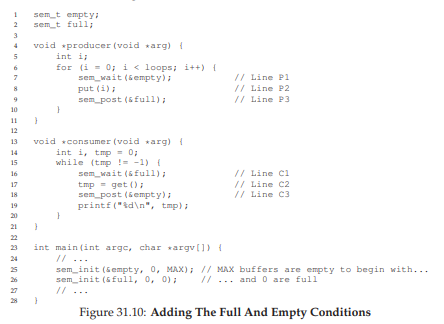 1 sem_t empty;
2 sem_t full;
3
4 void *producer(void *arg) {
5 int i;
6 for (i = 0; i < loops; i++) {
7 sem_wait(&empty); // Line P1
8 put(i); // Line P2
9 sem_post(&full); // Line P3
10 }
11 }
12
13 void *consumer(void *arg) {
14 int i, tmp = 0;
15 while (tmp != -1) {
16 sem_wait(&full); // Line C1
17 tmp = get(); // Line C2
18 sem_post(&empty); // Line C3
19 printf("%d\n", tmp);
20 }
21 }
22
23 int main(int argc, char *argv[]) {
24 // ...
25 sem_init(&empty, 0, MAX); // MAX buffers are empty to begin with...
26 sem_init(&full, 0, 0); // ... and 0 are full
27 // ...
28 }
Figure 31.10: Adding The Full And Empty Conditions